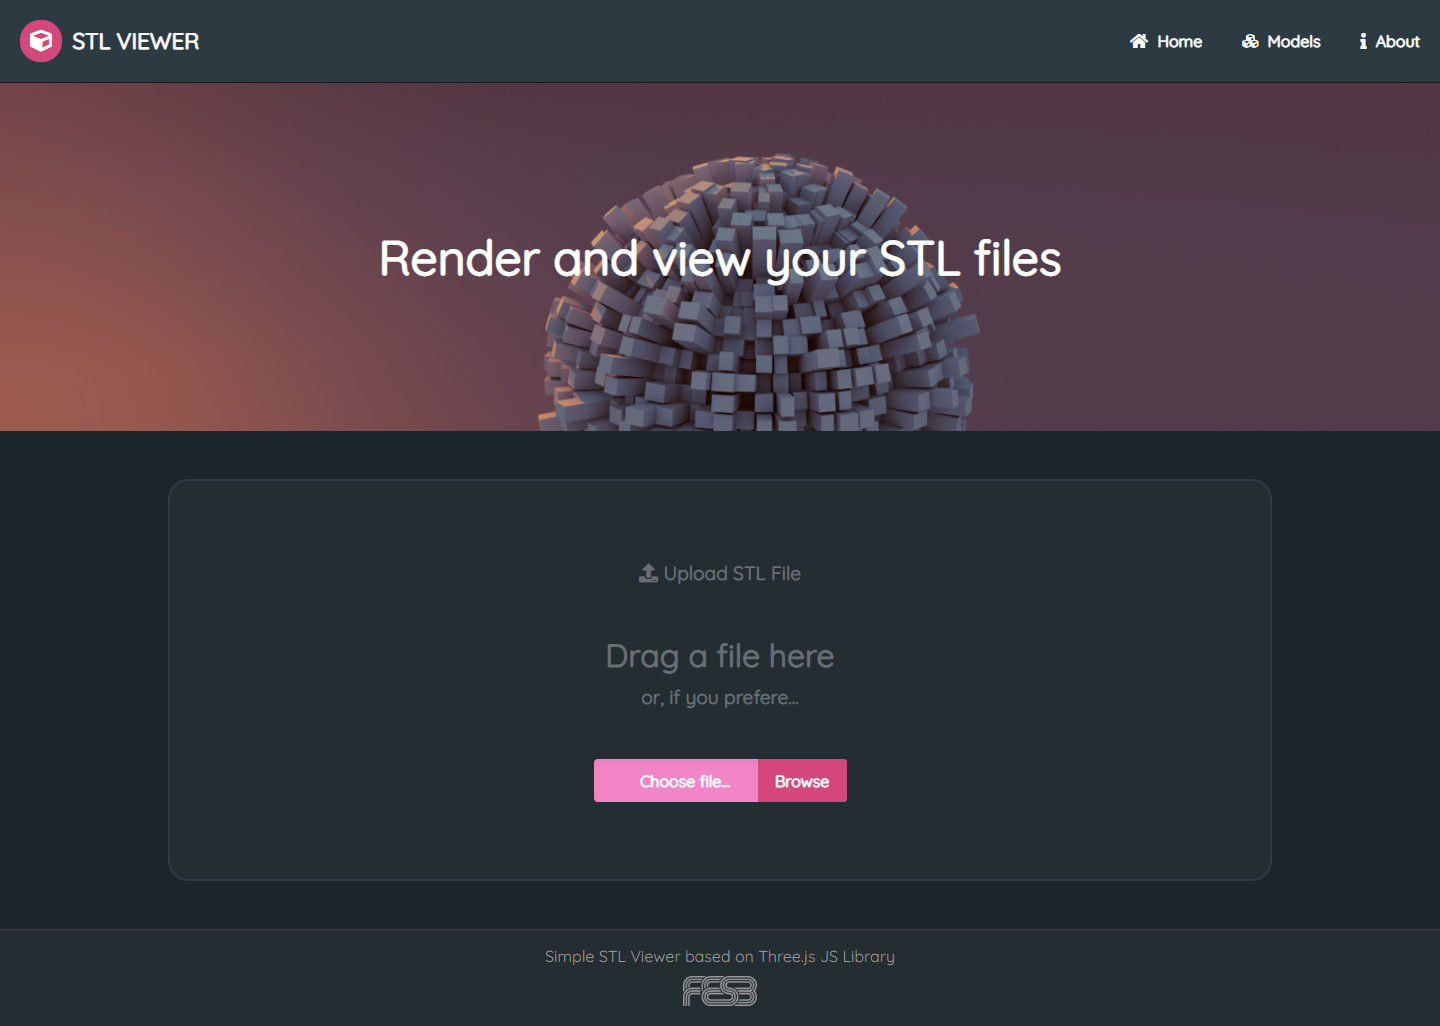 STL VIEWER
Home
Models
About
Render and view your STL files
Upload STL File
Drag a file here
or, if you prefere...
Choose file...
Browse
Simple STL Viewer based on Three.js JS Library
FESB